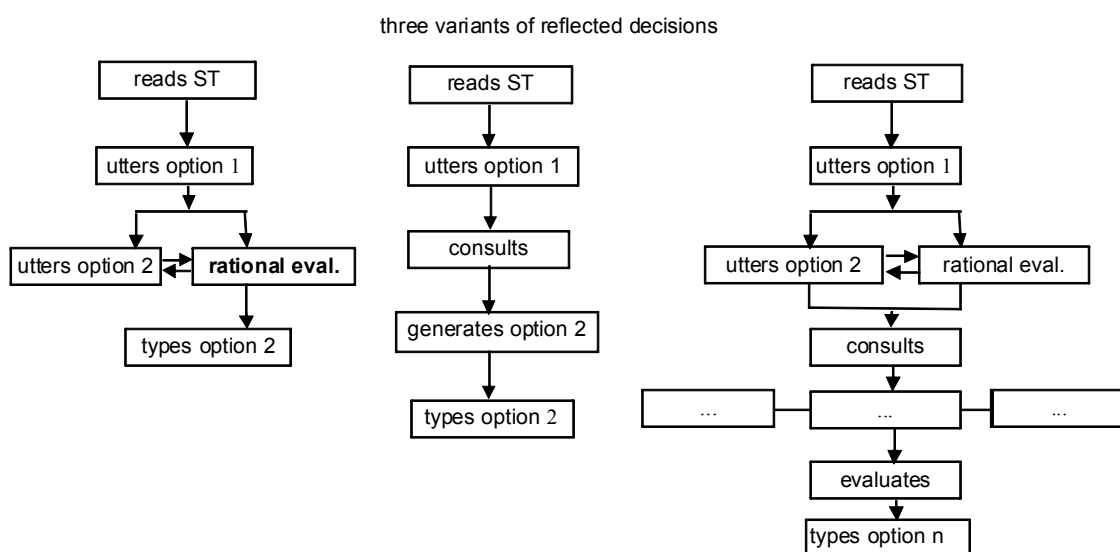 three variants of reflected decisions
reads ST
utters option 1
utters option 2
rational eval.
types option 2
reads ST
utters option 1
consults
generates option 2
types option 2
reads ST
utters option 1
utters option 2
rational eval.
consults
...
...
...
evaluates
types option n